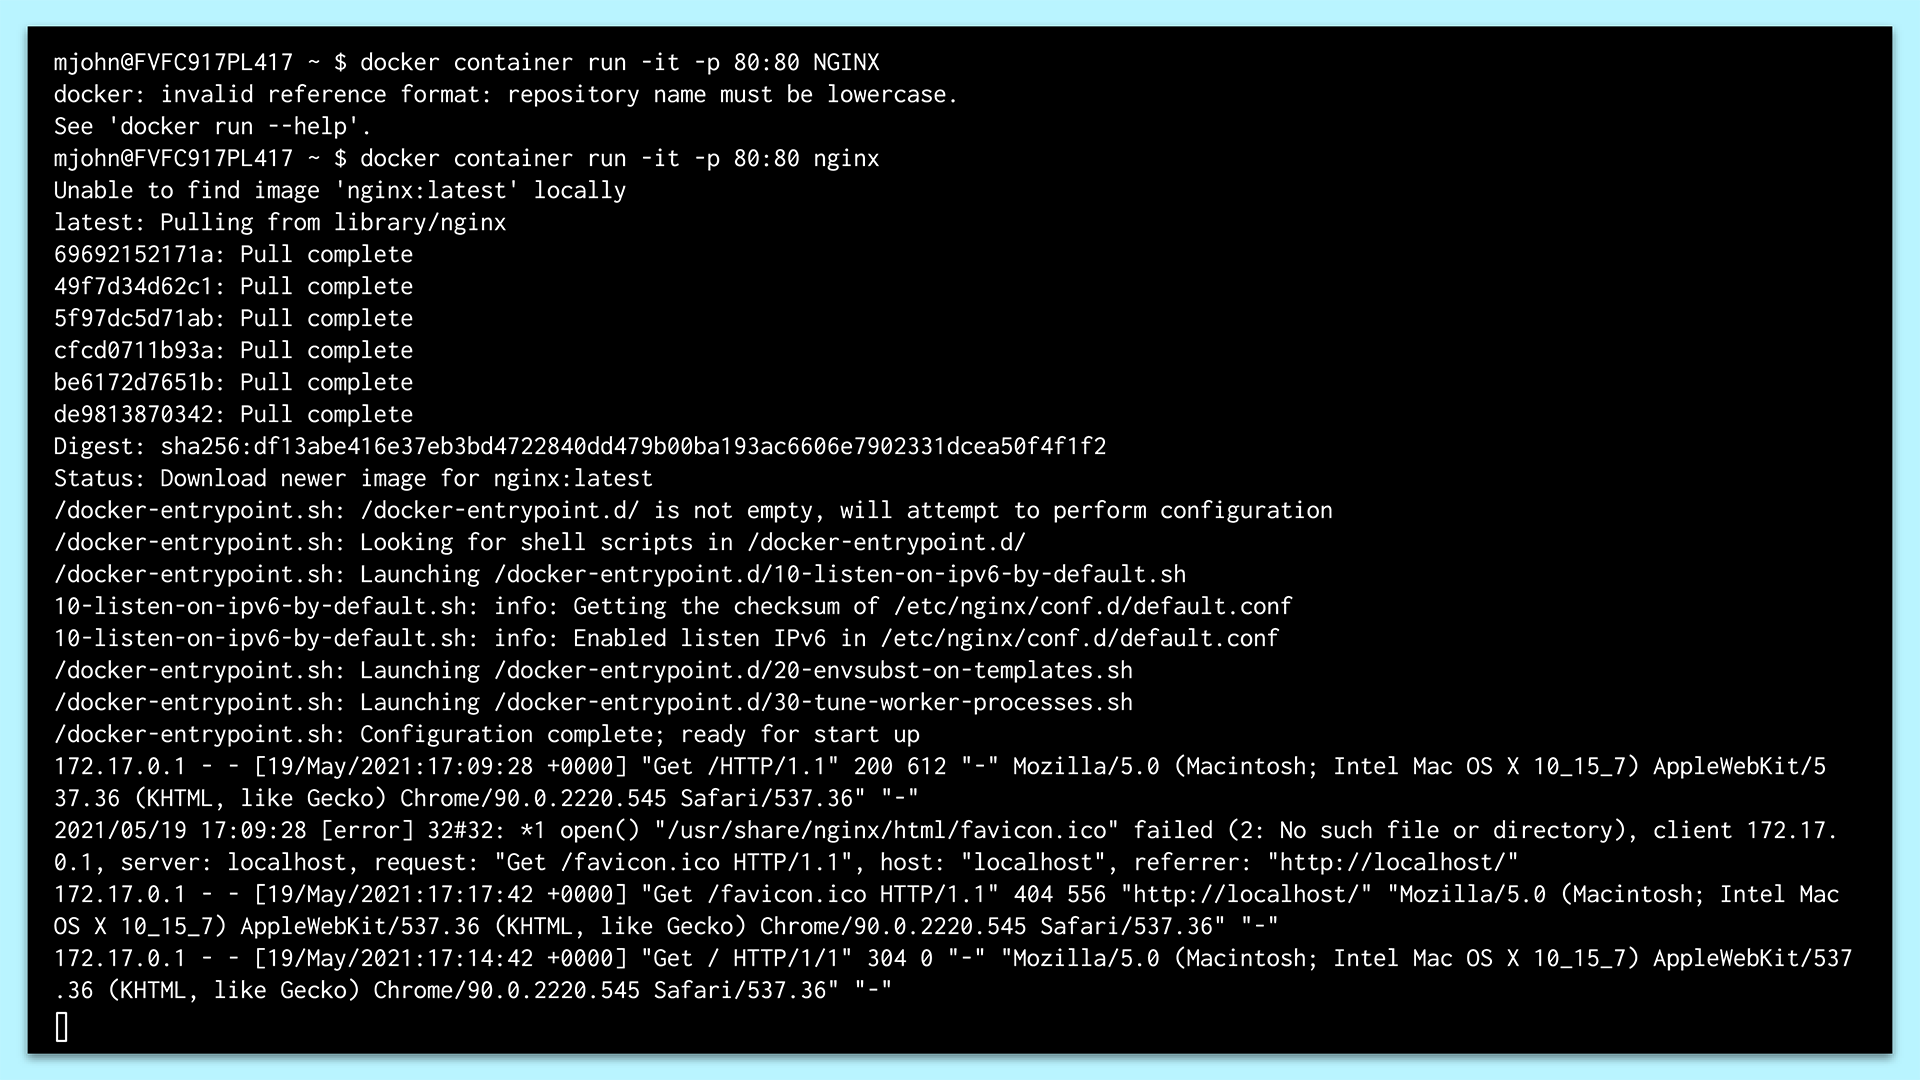 mjohn@FVFC917PL417 ~ $ docker container run -it -p 80:80 NGINX
docker: invalid reference format: repository name must be lowercase.
See 'docker run --help'.
mjohn@FVFC917PL417 ~ $ docker container run -it -p 80:80 nginx
Unable to find image 'nginx:latest' locally
latest: Pulling from library/nginx
69692152171a: Pull complete
49f7d34d62c1: Pull complete
5f97dc5d71ab: Pull complete
cfcd0711b93a: Pull complete
be6172d7651b: Pull complete
de9813870342: Pull complete
Digest: sha256:df13abe416e37eb3bd4722840dd479b00ba193ac6606e7902331dcea50f4f1f2
Status: Download newer image for nginx:latest
/docker-entrypoint.sh: /docker-entrypoint.d/ is not empty, will attempt to perform configuration
/docker-entrypoint.sh: Looking for shell scripts in /docker-entrypoint.d/
/docker-entrypoint.sh: Launching /docker-entrypoint.d/10-listen-on-ipv6-by-default.sh
10-listen-on-ipv6-by-default.sh: info: Getting the checksum of /etc/nginx/conf.d/default.conf
10-listen-on-ipv6-by-default.sh: info: Enabled listen IPv6 in /etc/nginx/conf.d/default.conf
/docker-entrypoint.sh: Launching /docker-entrypoint.d/20-envsubst-on-templates.sh
/docker-entrypoint.sh: Launching /docker-entrypoint.d/30-tune-worker-processes.sh
/docker-entrypoint.sh: Configuration complete; ready for start up
172.17.0.1 - - [19/May/2021:17:09:28 +0000] "Get /HTTP/1.1" 200 612 "-" Mozilla/5.0 (Macintosh; Intel Mac OS X 10_15_7) AppleWebKit/5
37.36 (KHTML, like Gecko) Chrome/90.0.2220.545 Safari/537.36" "-"
2021/05/19 17:09:28 [error] 32#32: *1 open() "/usr/share/nginx/html/favicon.ico" failed (2: No such file or directory), client 172.17.
0.1, server: localhost, request: "Get /favicon.ico HTTP/1.1", host: "localhost", referrer: "http://localhost/"
172.17.0.1 - - [19/May/2021:17:17:42 +0000] "Get /favicon.ico HTTP/1.1" 404 556 "http://localhost/" "Mozilla/5.0 (Macintosh; Intel Mac
OS X 10_15_7) AppleWebKit/537.36 (KHTML, like Gecko) Chrome/90.0.2220.545 Safari/537.36" "-"
172.17.0.1 - - [19/May/2021:17:14:42 +0000] "Get / HTTP/1/1" 304 0 "-" "Mozilla/5.0 (Macintosh; Intel Mac OS X 10_15_7) AppleWebKit/537
.36 (KHTML, like Gecko) Chrome/90.0.2220.545 Safari/537.36" "-"